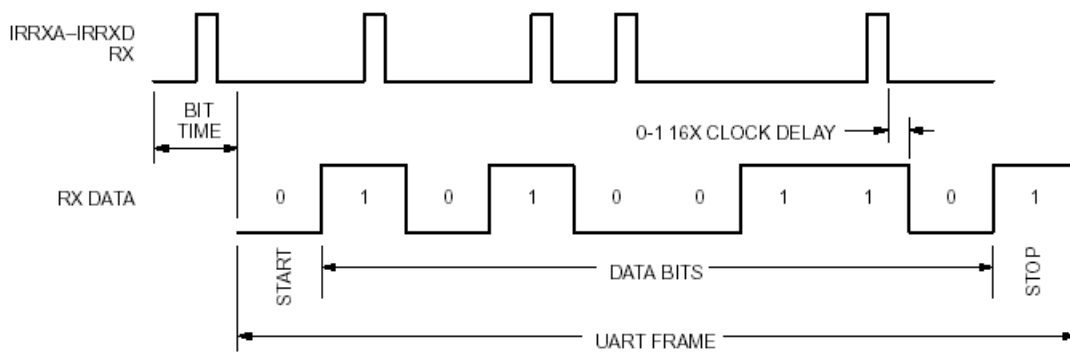 IRRXA–IRRXD
RX
BIT
TIME
0-1 16X CLOCK DELAY
RX DATA
0 1 0 1 0 0 1 1 0 1
START
DATA BITS
STOP
UART FRAME